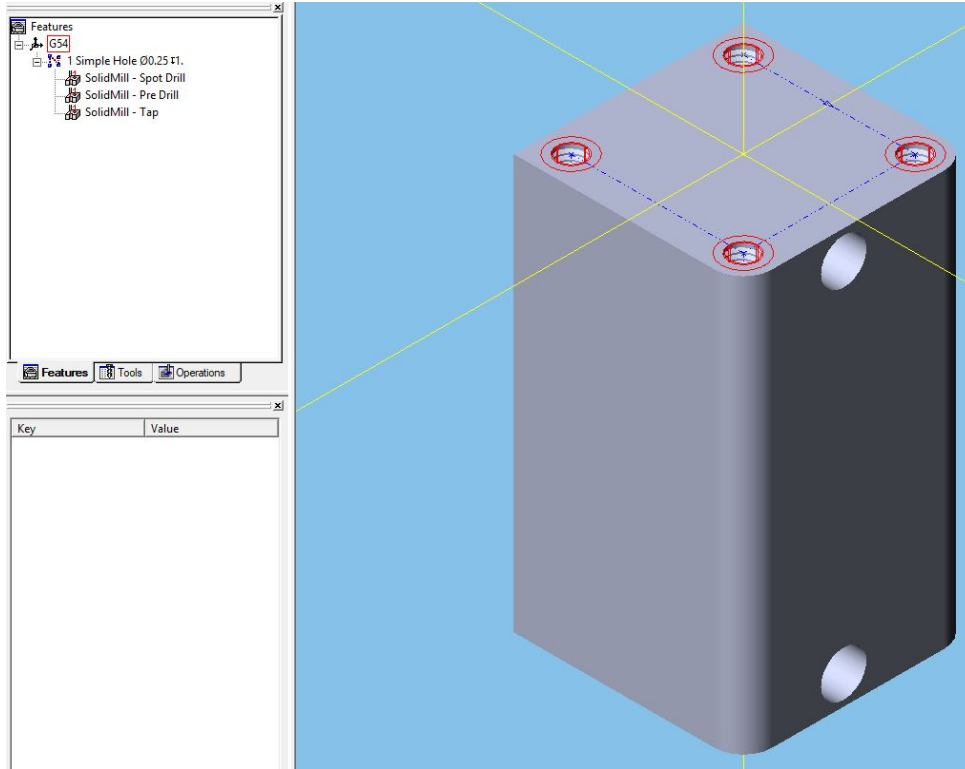 Features
G54
1 Simple Hole Ø0.25 ↧1.
SolidMill - Spot Drill
SolidMill - Pre Drill
SolidMill - Tap
Features Tools Operations
Key Value